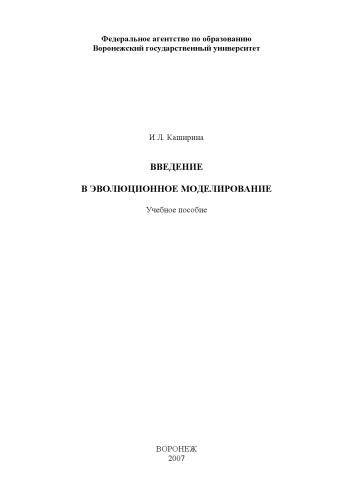 Федеральное агентство по образованию
Воронежский государственный университет
И.Л. Каширина
ВВЕДЕНИЕ
В ЭВОЛЮЦИОННОЕ МОДЕЛИРОВАНИЕ
Учебное пособие
ВОРОНЕЖ
2007